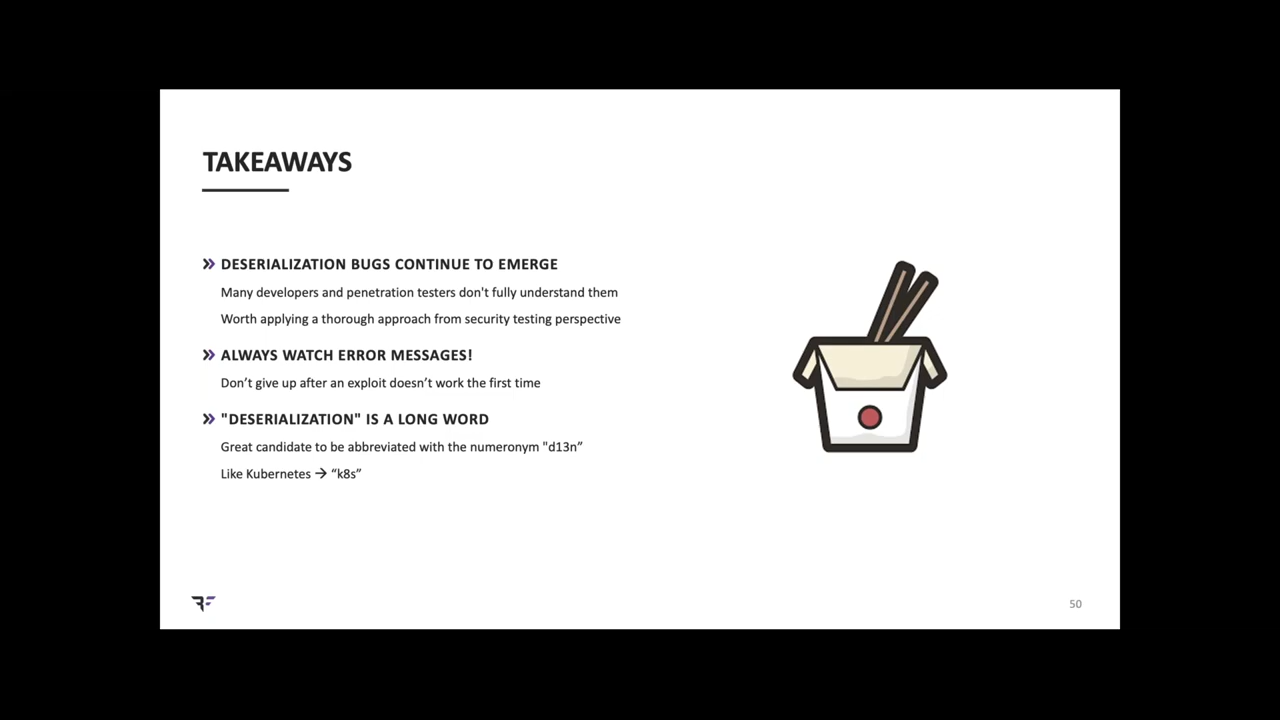 TAKEAWAYS
» DESERIALIZATION BUGS CONTINUE TO EMERGE
Many developers and penetration testers don't fully understand them
Worth applying a thorough approach from security testing perspective
» ALWAYS WATCH ERROR MESSAGES!
Don’t give up after an exploit doesn’t work the first time
» "DESERIALIZATION" IS A LONG WORD
Great candidate to be abbreviated with the numeronym "d13n”
Like Kubernetes → “k8s”
50